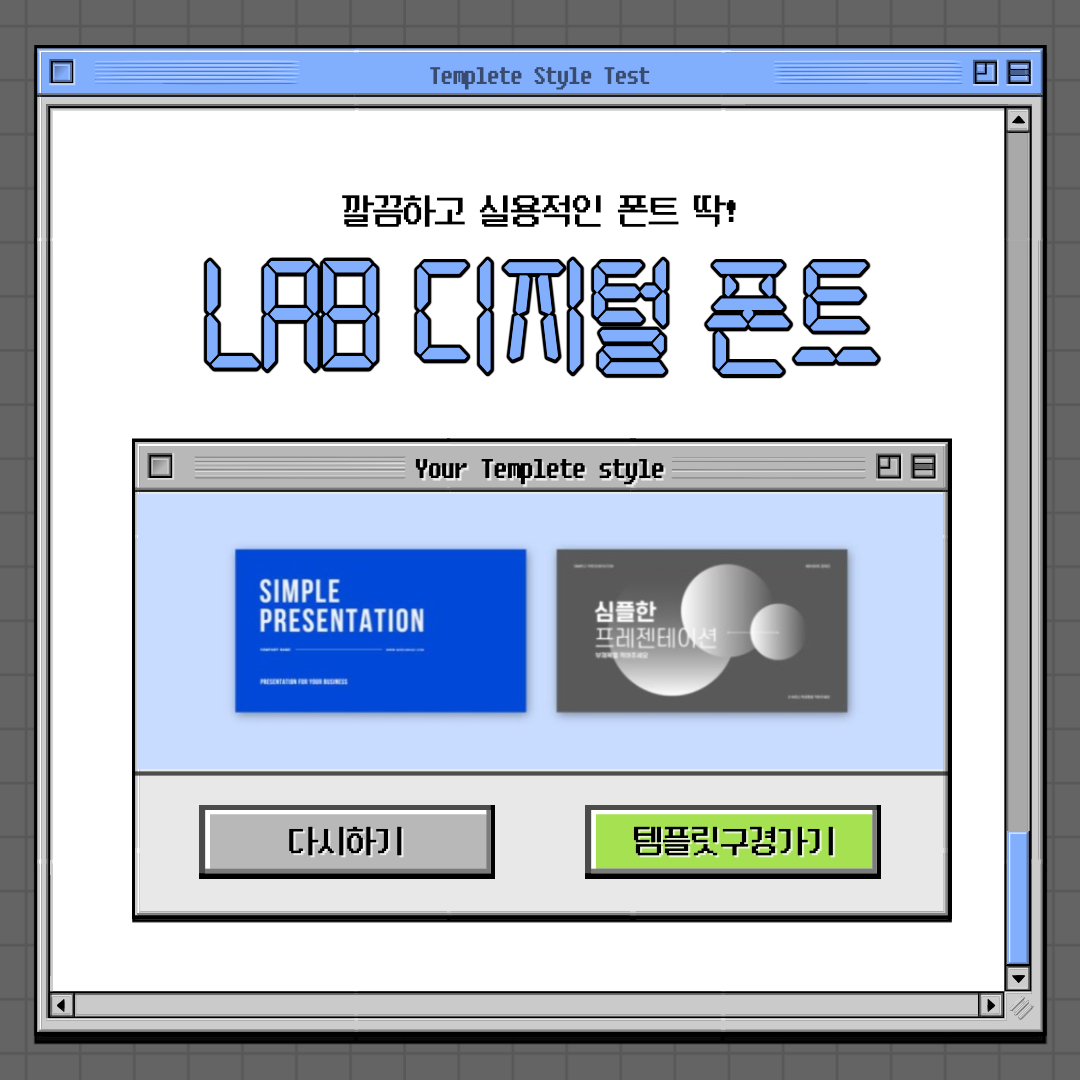 Templete Style Test
깔끔하고 실용적인 폰트 딱!
LAB 디지털 폰트
Your Templete style
SIMPLE
PRESENTATION
PRESENTATION FOR YOUR BUSINESS
심플한
프레젠테이션
다시하기
템플릿구경가기